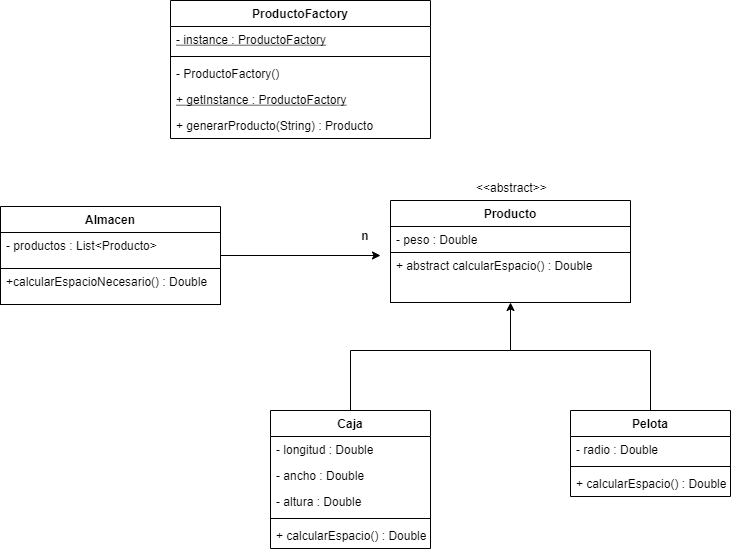 ProductoFactory
- instance : ProductoFactory
- ProductoFactory()
+ getInstance : ProductoFactory
+ generarProducto(String) : Producto
<<abstract>>
Almacen
- productos : List<Producto>
+calcularEspacioNecesario() : Double
n
Producto
- peso : Double
+ abstract calcularEspacio() : Double
Caja
- longitud : Double
- ancho : Double
- altura : Double
+ calcularEspacio() : Double
Pelota
- radio : Double
+ calcularEspacio() : Double